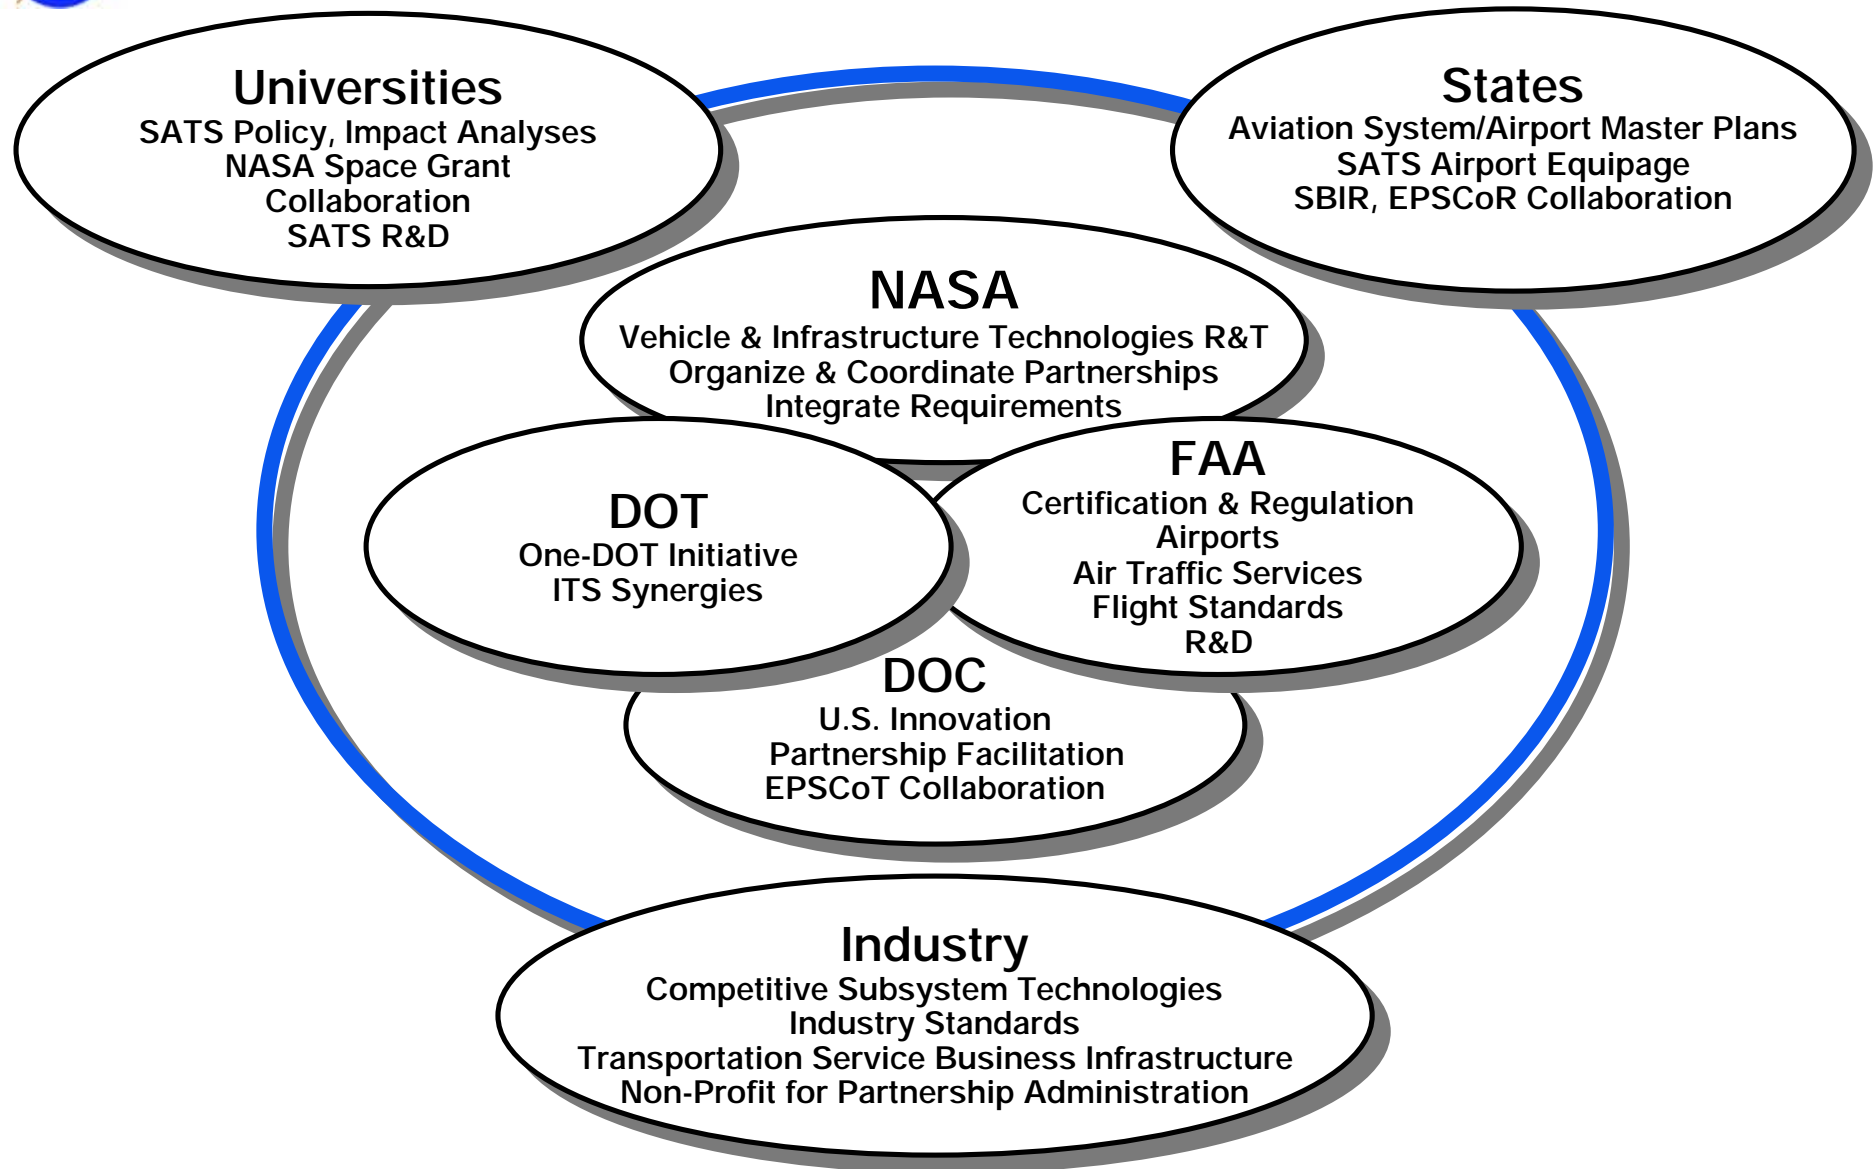 Universities
SATS Policy, Impact Analyses
NASA Space Grant
Collaboration
SATS R&D
States
Aviation System/Airport Master Plans
SATS Airport Equipage
SBIR, EPSCoR Collaboration
NASA
Vehicle & Infrastructure Technologies R&T
Organize & Coordinate Partnerships
Integrate Requirements
DOT
One-DOT Initiative
ITS Synergies
FAA
Certification & Regulation
Airports
Air Traffic Services
Flight Standards
R&D
DOC
U.S. Innovation
Partnership Facilitation
EPSCoT Collaboration
Industry
Competitive Subsystem Technologies
Industry Standards
Transportation Service Business Infrastructure
Non-Profit for Partnership Administration